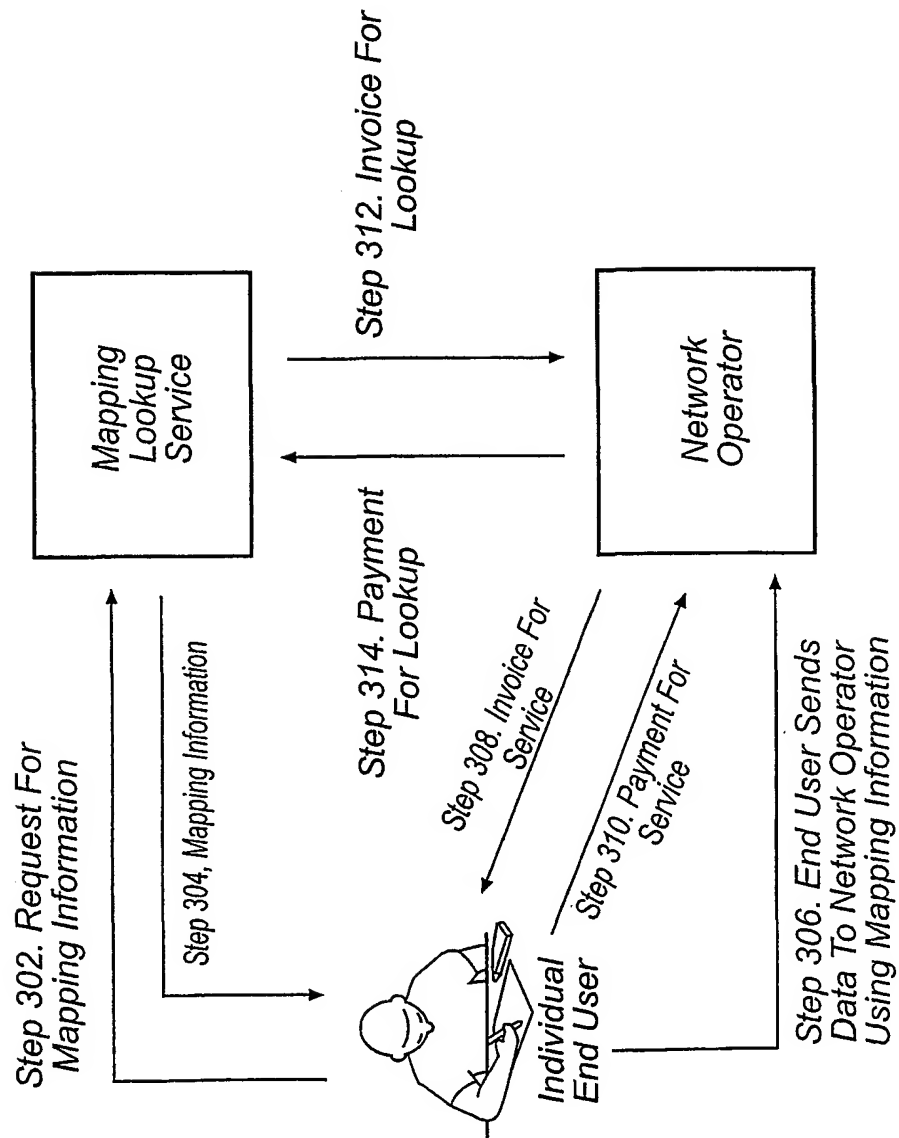 Step 302. Request For
Mapping Information
Step 304, Mapping Information
Mapping
Lookup
Service
Step 312. Invoice For
Lookup
Step 314. Payment
For Lookup
Step 308. Invoice For
Service
Step 310. Payment For
Service
Individual
End User
Network
Operator
Step 306. End User Sends
Data To Network Operator
Using Mapping Information